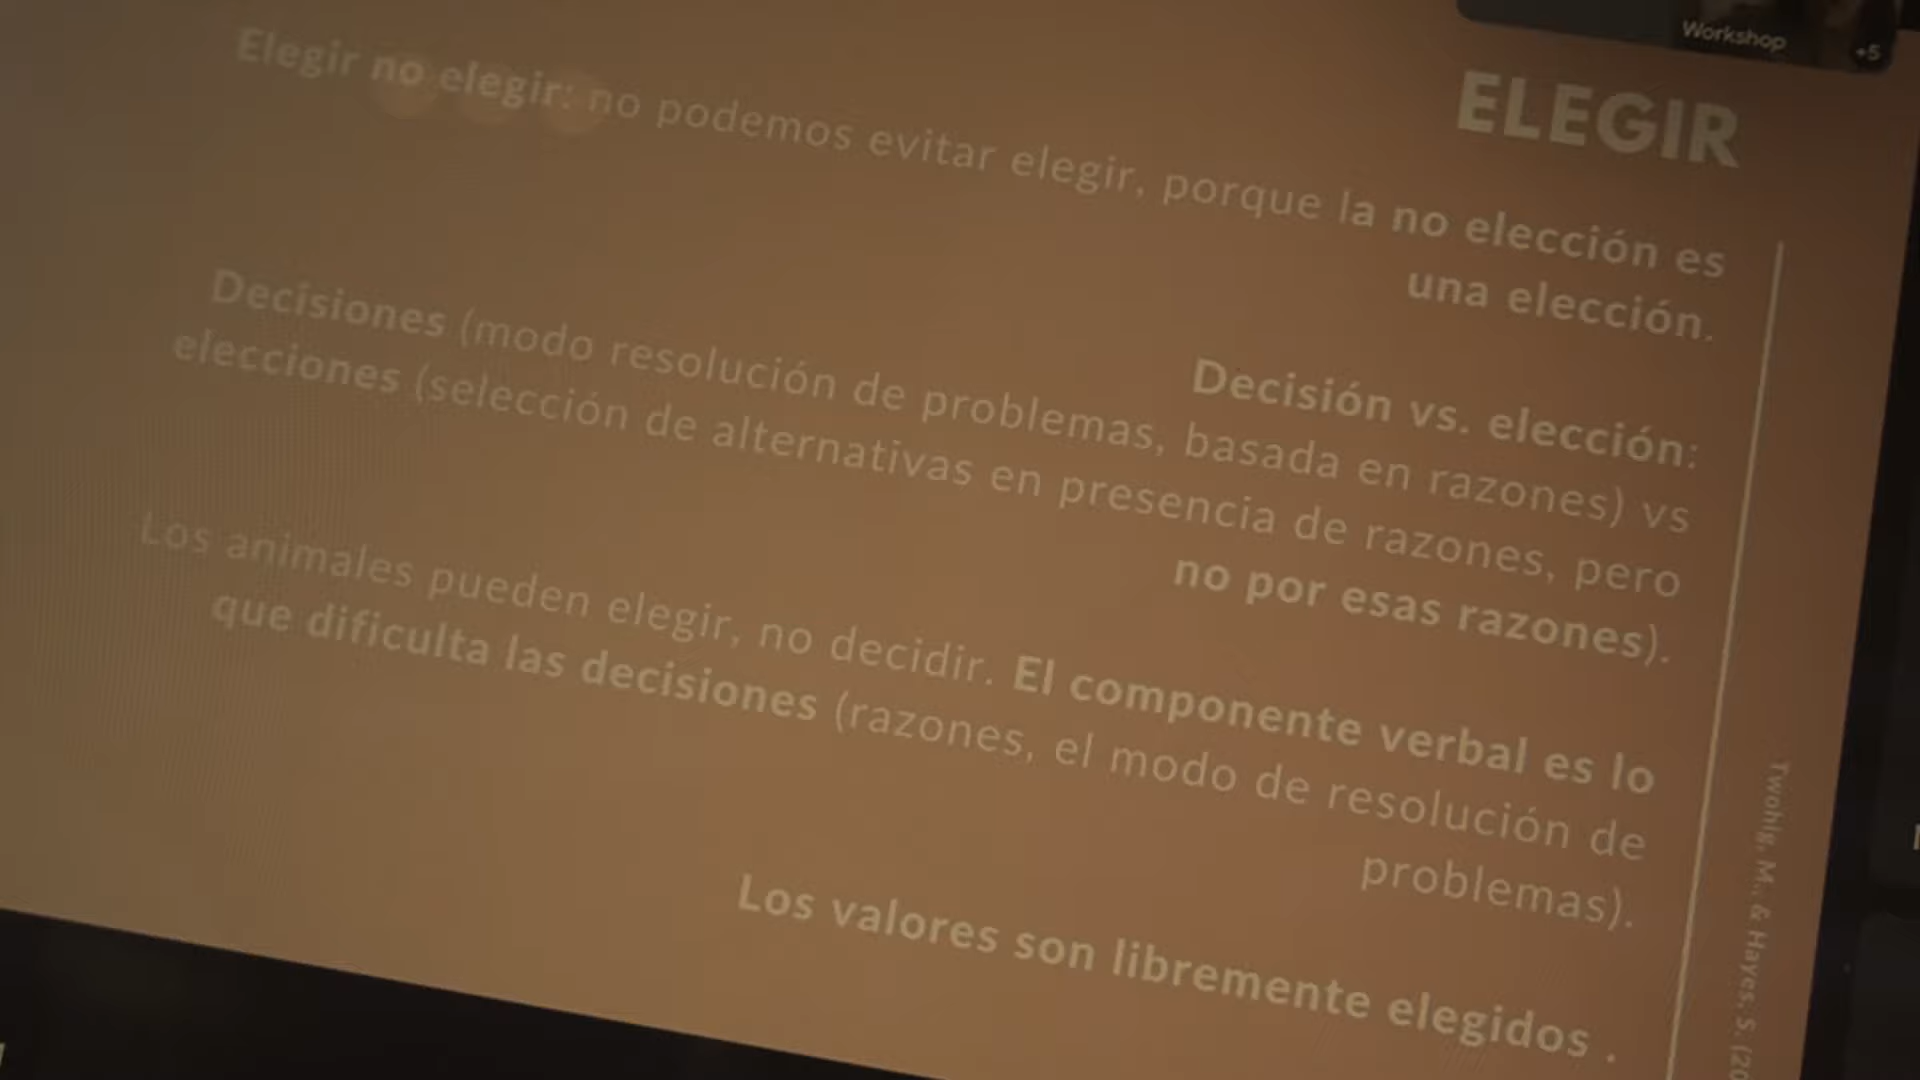 Workshop
+5
ELEGIR
Elegir no elegir: no podemos evitar elegir, porque la no elección es
una elección.
Decisión vs. elección:
Decisiones (modo resolución de problemas, basada en razones) vs
elecciones (selección de alternativas en presencia de razones, pero
no por esas razones).
Los animales pueden elegir, no decidir. El componente verbal es lo
que dificulta las decisiones (razones, el modo de resolución de
problemas).
Los valores son libremente elegidos .
Twohig, M., & Hayes, S. (20